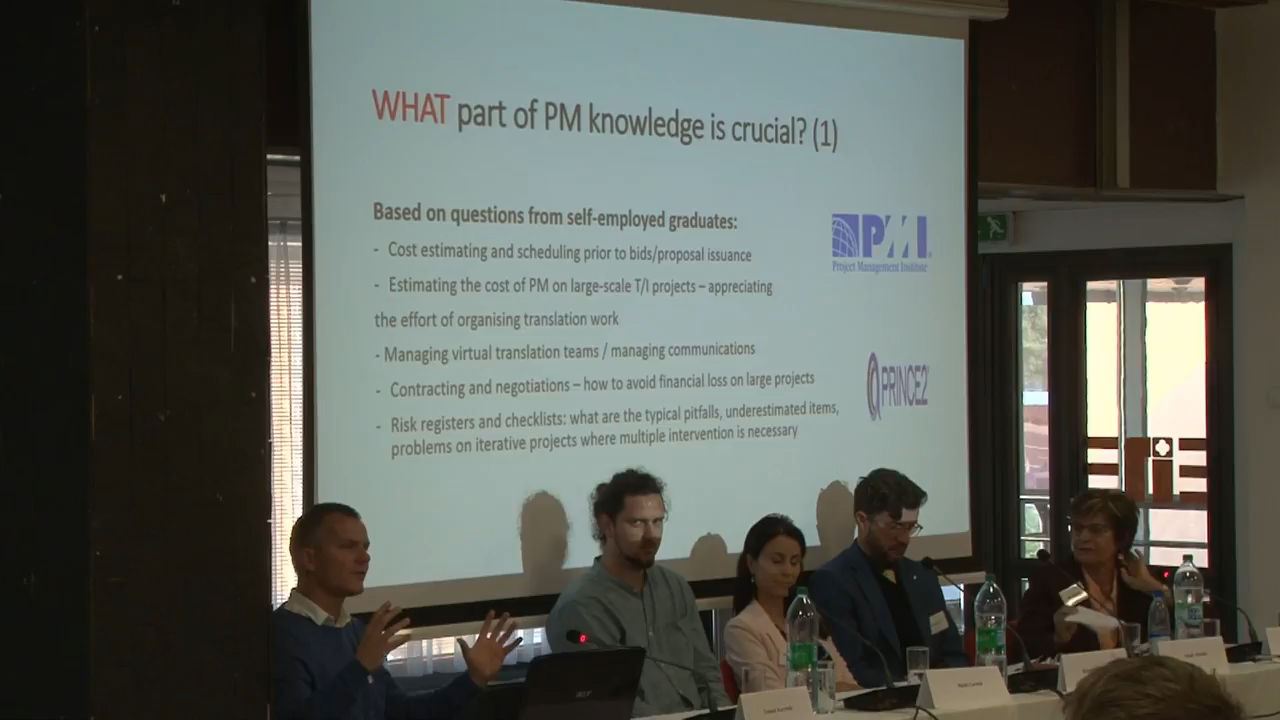 WHAT part of PM knowledge is crucial? (1)
Based on questions from self-employed graduates:
- Cost estimating and scheduling prior to bids/proposal issuance
- Estimating the cost of PM on large-scale T/I projects – appreciating
the effort of organising translation work
- Managing virtual translation teams / managing communications
- Contracting and negotiations – how to avoid financial loss on large projects
- Risk registers and checklists: what are the typical pitfalls, underestimated items,
problems on iterative projects where multiple intervention is necessary
PMI
Project Management Institute
PRINCE2
acer